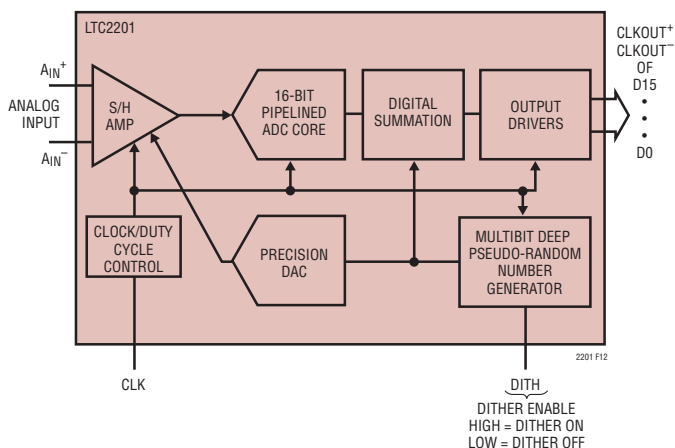 LTC2201
CLKOUT+
CLKOUT−
OF
D15
•
•
•
D0
AIN+
ANALOG
INPUT
AIN−
S/H
AMP
16-BIT
PIPELINED
ADC CORE
DIGITAL
SUMMATION
OUTPUT
DRIVERS
CLOCK/DUTY
CYCLE
CONTROL
PRECISION
DAC
MULTIBIT DEEP
PSEUDO-RANDOM
NUMBER
GENERATOR
2201 F12
CLK
DITH
DITHER ENABLE
HIGH = DITHER ON
LOW = DITHER OFF